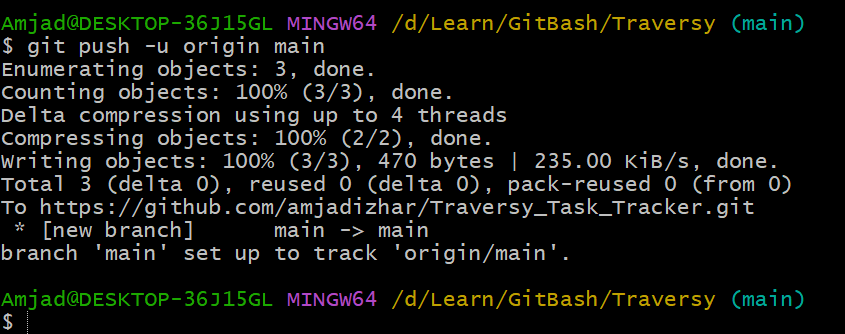 Amjad@DESKTOP-36J15GL MINGW64 /d/Learn/GitBash/Traversy (main)
$ git push -u origin main
Enumerating objects: 3, done.
Counting objects: 100% (3/3), done.
Delta compression using up to 4 threads
Compressing objects: 100% (2/2), done.
Writing objects: 100% (3/3), 470 bytes | 235.00 KiB/s, done.
Total 3 (delta 0), reused 0 (delta 0), pack-reused 0 (from 0)
To https://github.com/amjadizhar/Traversy_Task_Tracker.git
 * [new branch]      main -> main
branch 'main' set up to track 'origin/main'.

Amjad@DESKTOP-36J15GL MINGW64 /d/Learn/GitBash/Traversy (main)
$